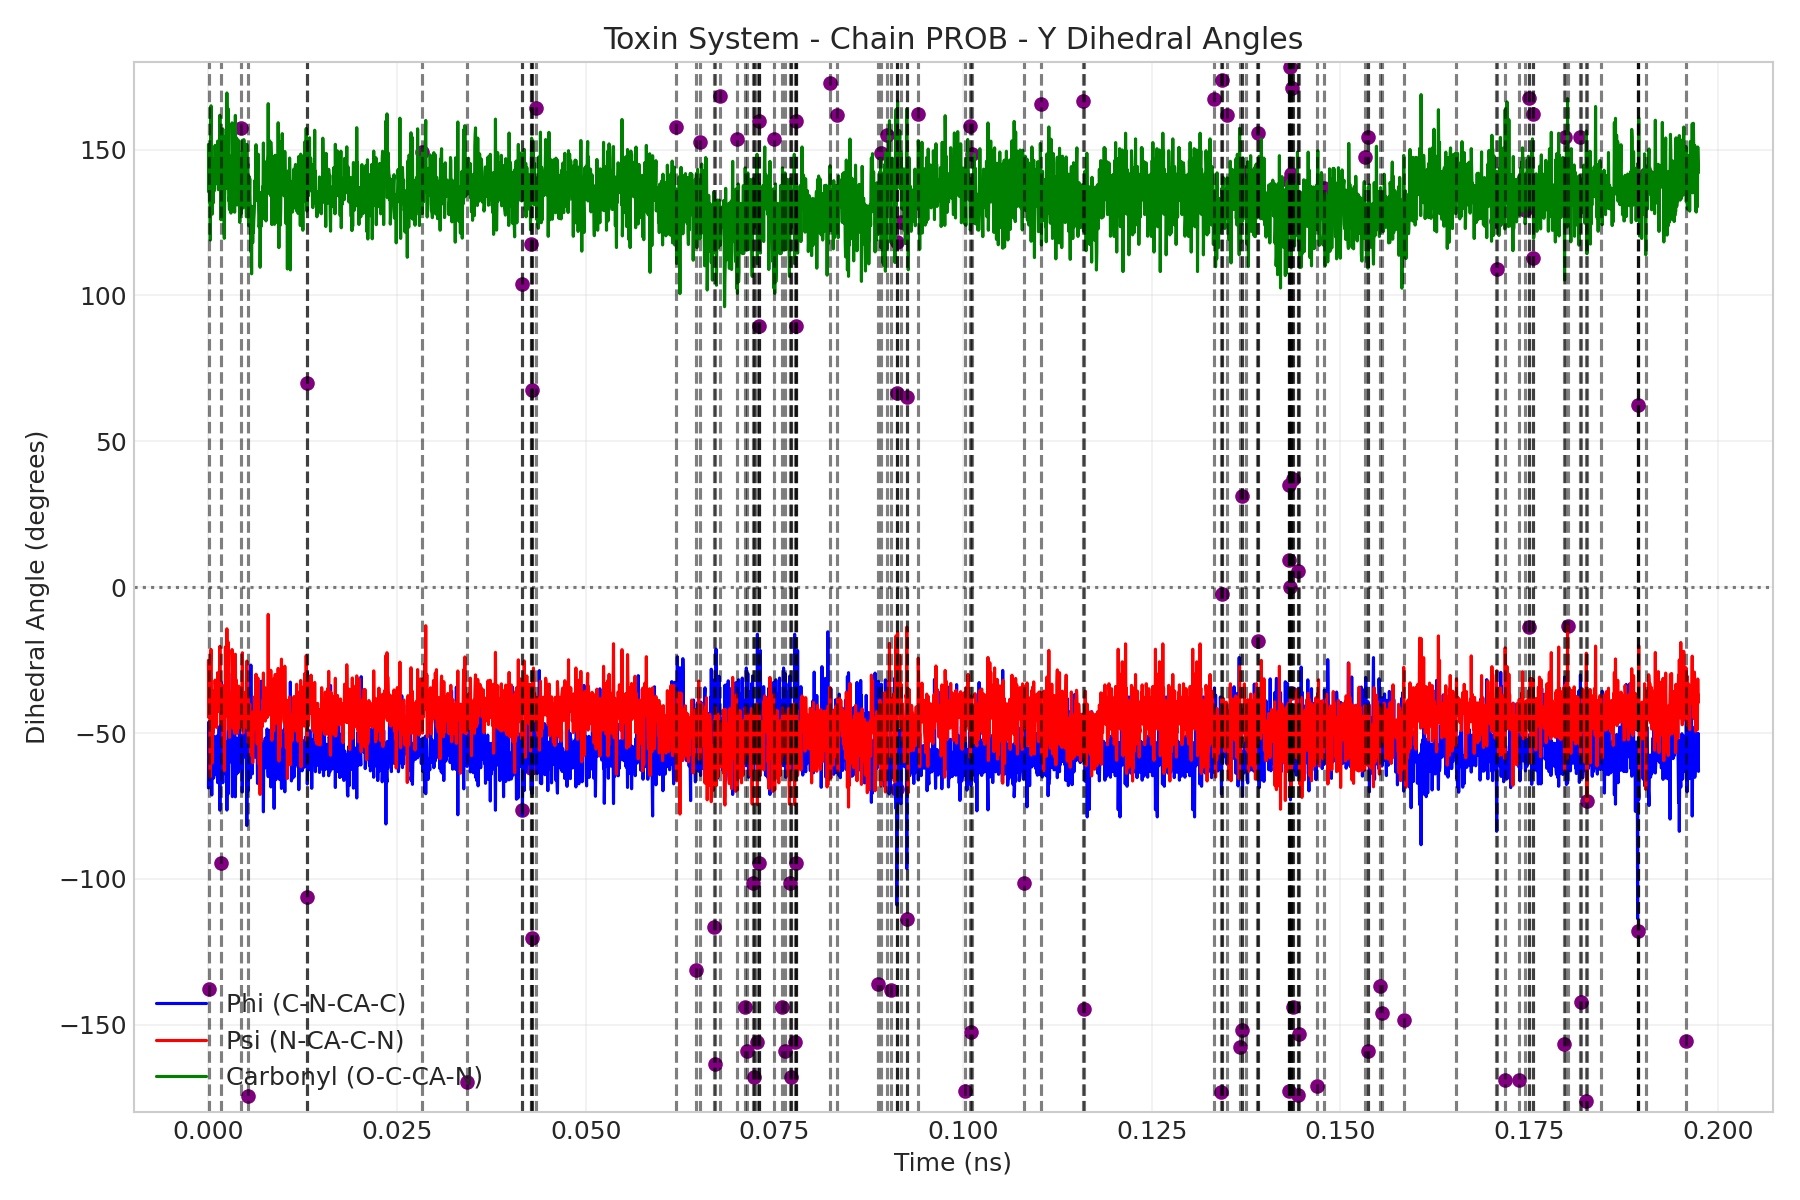 Toxin System - Chain PROB - Y Dihedral Angles
Dihedral Angle (degrees)
150
100
50
0
−50
−100
−150
Phi (C-N-CA-C)
Psi (N-CA-C-N)
Carbonyl (O-C-CA-N)
0.000 0.025 0.050 0.075 0.100 0.125 0.150 0.175 0.200
Time (ns)